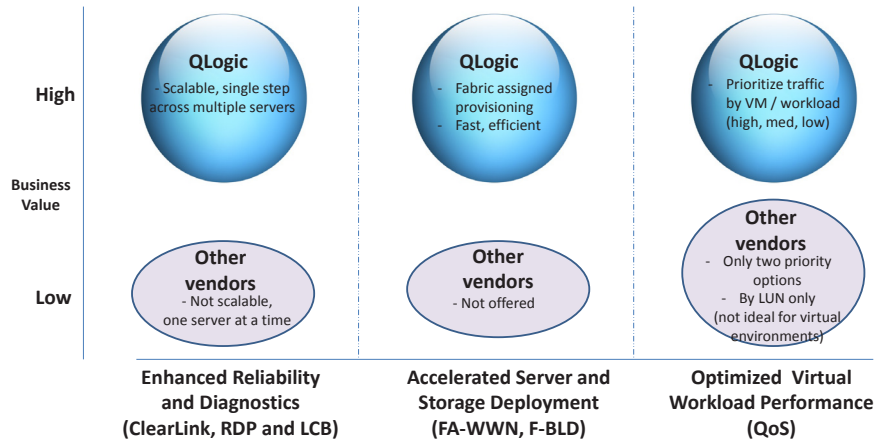 High
Business
Value
Low
QLogic
- Scalable, single step
across multiple servers
Other
vendors
- Not scalable,
one server at a time
Enhanced Reliability
and Diagnostics
(ClearLink, RDP and LCB)
QLogic
- Fabric assigned
provisioning
- Fast, efficient
Other
vendors
- Not offered
Accelerated Server and
Storage Deployment
(FA-WWN, F-BLD)
QLogic
- Prioritize traffic
by VM / workload
(high, med, low)
Other
vendors
- Only two priority
options
- By LUN only
(not ideal for virtual
environments)
Optimized Virtual
Workload Performance
(QoS)